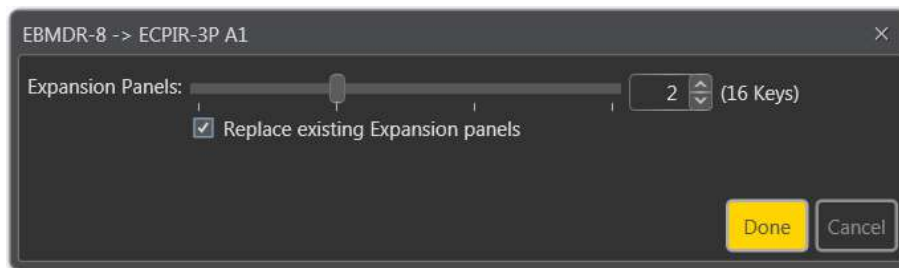 EBMDR-8 -> ECPIR-3P A1
Expansion Panels: 2 (16 Keys)
Replace existing Expansion panels
Done Cancel